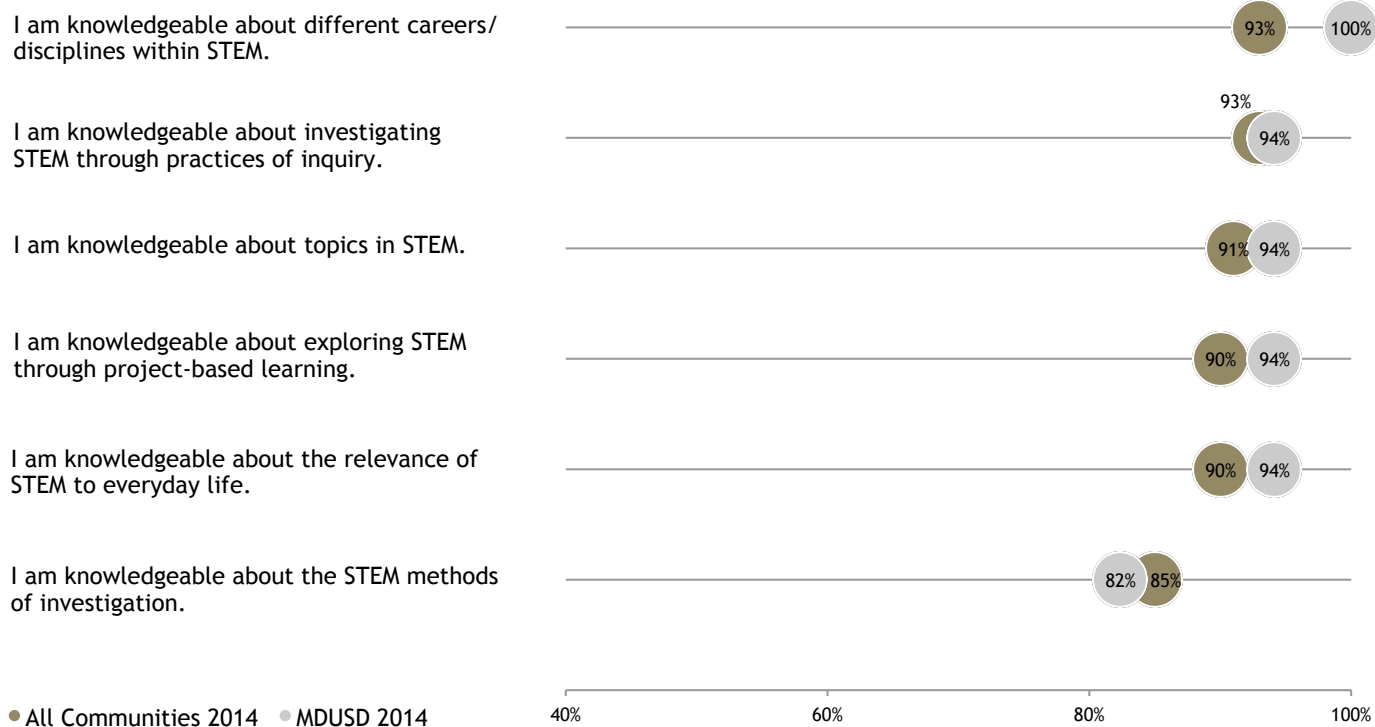 I am knowledgeable about different careers/
disciplines within STEM.
93%
100%
93%
I am knowledgeable about investigating
STEM through practices of inquiry.
94%
I am knowledgeable about topics in STEM.
91%
94%
I am knowledgeable about exploring STEM
through project-based learning.
90%
94%
I am knowledgeable about the relevance of
STEM to everyday life.
90%
94%
I am knowledgeable about the STEM methods
of investigation.
82%
85%
All Communities 2014
MDUSD 2014
40%
60%
80%
100%